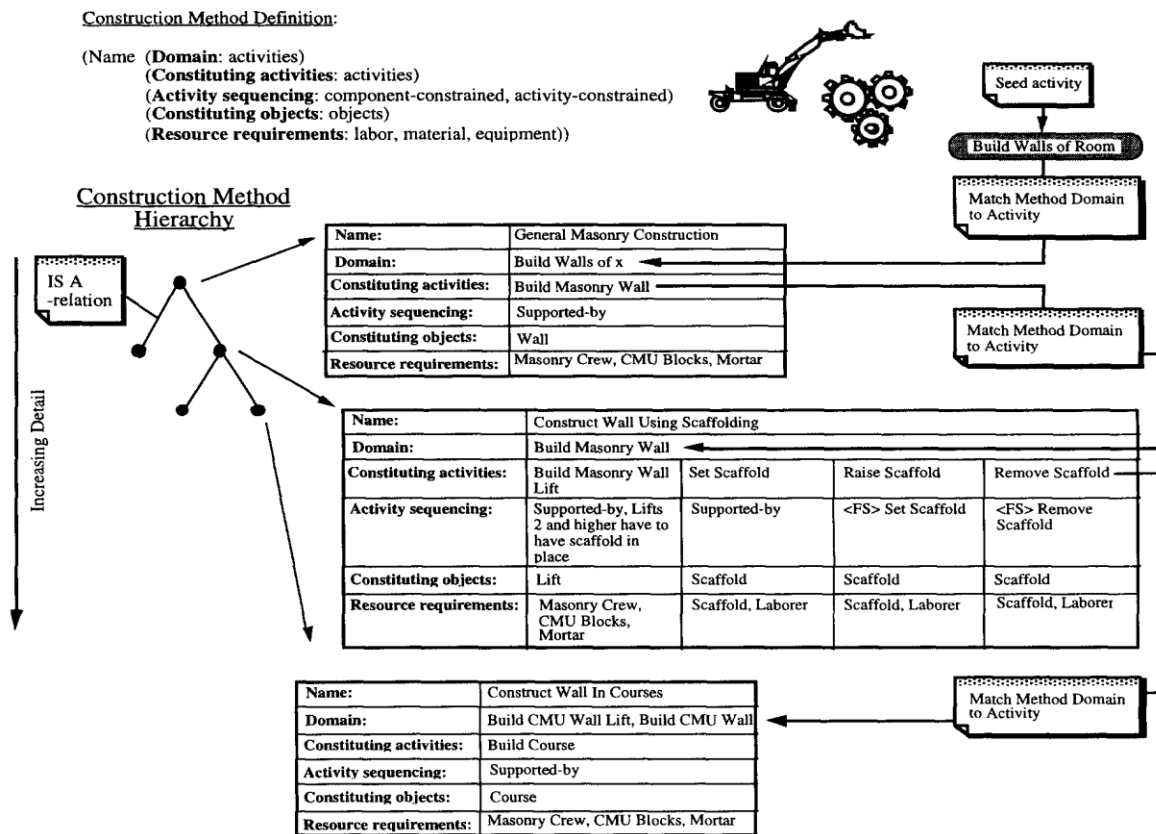 Construction Method Definition:
(Name (Domain: activities)
(Constituting activities: activities)
(Activity sequencing: component-constrained, activity-constrained)
(Constituting objects: objects)
(Resource requirements: labor, material, equipment))
Seed activity
Build Walls of Room
Match Method Domain
to Activity
Construction Method
Hierarchy
IS A
-relation
Increasing Detail
Name: General Masonry Construction
Domain: Build Walls of x
Constituting activities: Build Masonry Wall
Activity sequencing: Supported-by
Constituting objects: Wall
Resource requirements: Masonry Crew, CMU Blocks, Mortar
Match Method Domain
to Activity
Name: Construct Wall Using Scaffolding
Domain: Build Masonry Wall
Constituting activities: Build Masonry Wall Set Scaffold Raise Scaffold Remove Scaffold
Lift
Activity sequencing: Supported-by, Lifts Supported-by <FS> Set Scaffold <FS> Remove
2 and higher have to Scaffold
have scaffold in
place
Constituting objects: Lift Scaffold Scaffold Scaffold
Resource requirements: Masonry Crew, Scaffold, Laborer Scaffold, Laborer Scaffold, Laborer
CMU Blocks,
Mortar
Name: Construct Wall In Courses
Domain: Build CMU Wall Lift, Build CMU Wall
Constituting activities: Build Course
Activity sequencing: Supported-by
Constituting objects: Course
Resource requirements: Masonry Crew, CMU Blocks, Mortar
Match Method Domain
to Activity